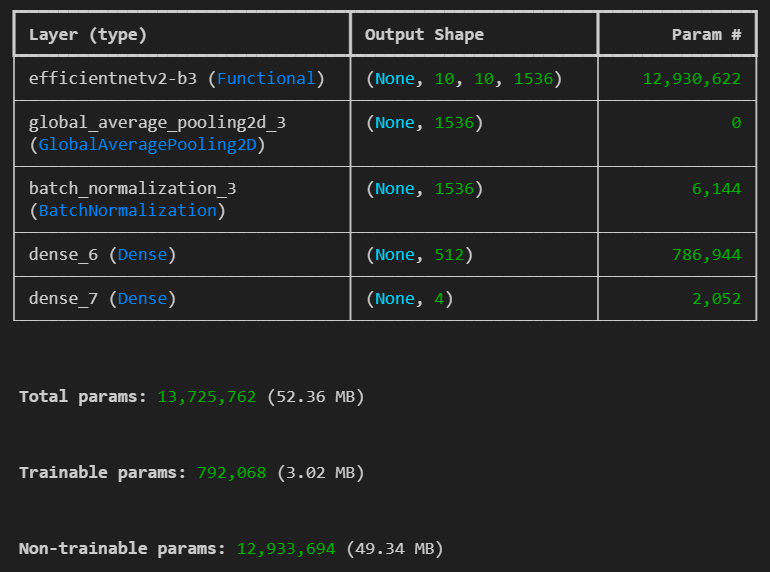 Layer (type) Output Shape Param #
efficientnetv2-b3 (Functional) (None, 10, 10, 1536) 12,930,622
global_average_pooling2d_3 (None, 1536) 0
(GlobalAveragePooling2D)
batch_normalization_3 (None, 1536) 6,144
(BatchNormalization)
dense_6 (Dense) (None, 512) 786,944
dense_7 (Dense) (None, 4) 2,052
Total params: 13,725,762 (52.36 MB)
Trainable params: 792,068 (3.02 MB)
Non-trainable params: 12,933,694 (49.34 MB)